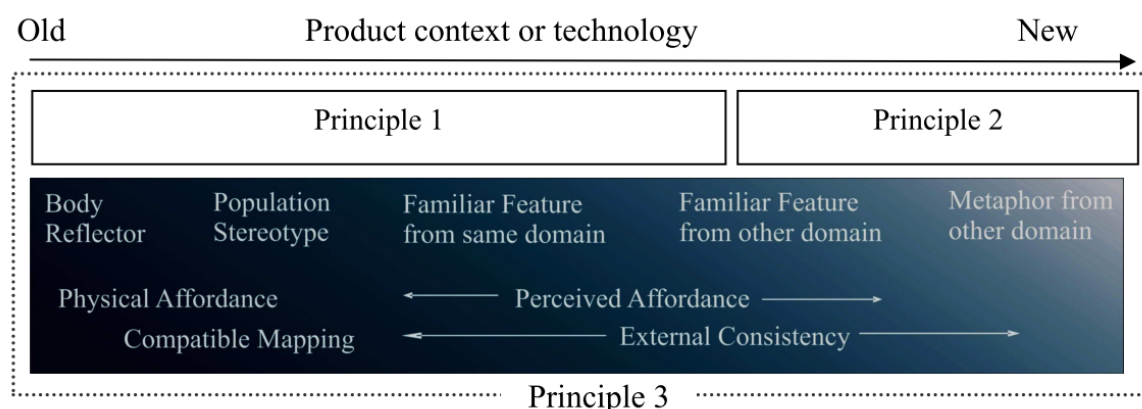 Old Product context or technology New
Principle 1 Principle 2
Body Population Familiar Feature Familiar Feature Metaphor from
Reflector Stereotype from same domain from other domain other domain
Physical Affordance Perceived Affordance
Compatible Mapping External Consistency
Principle 3